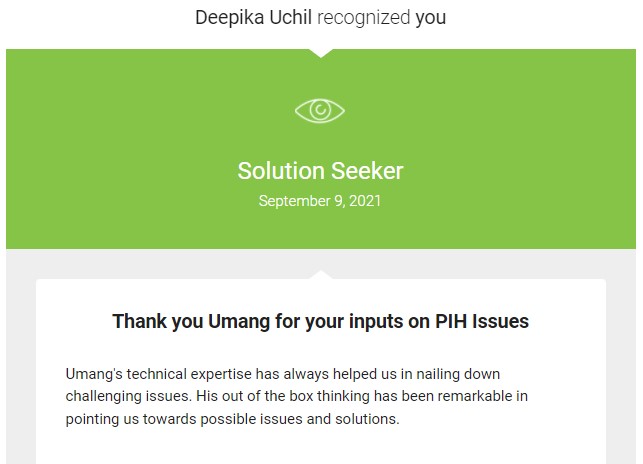 Deepika Uchil recognized you
Solution Seeker
September 9, 2021
Thank you Umang for your inputs on PIH Issues
Umang's technical expertise has always helped us in nailing down
challenging issues. His out of the box thinking has been remarkable in
pointing us towards possible issues and solutions.